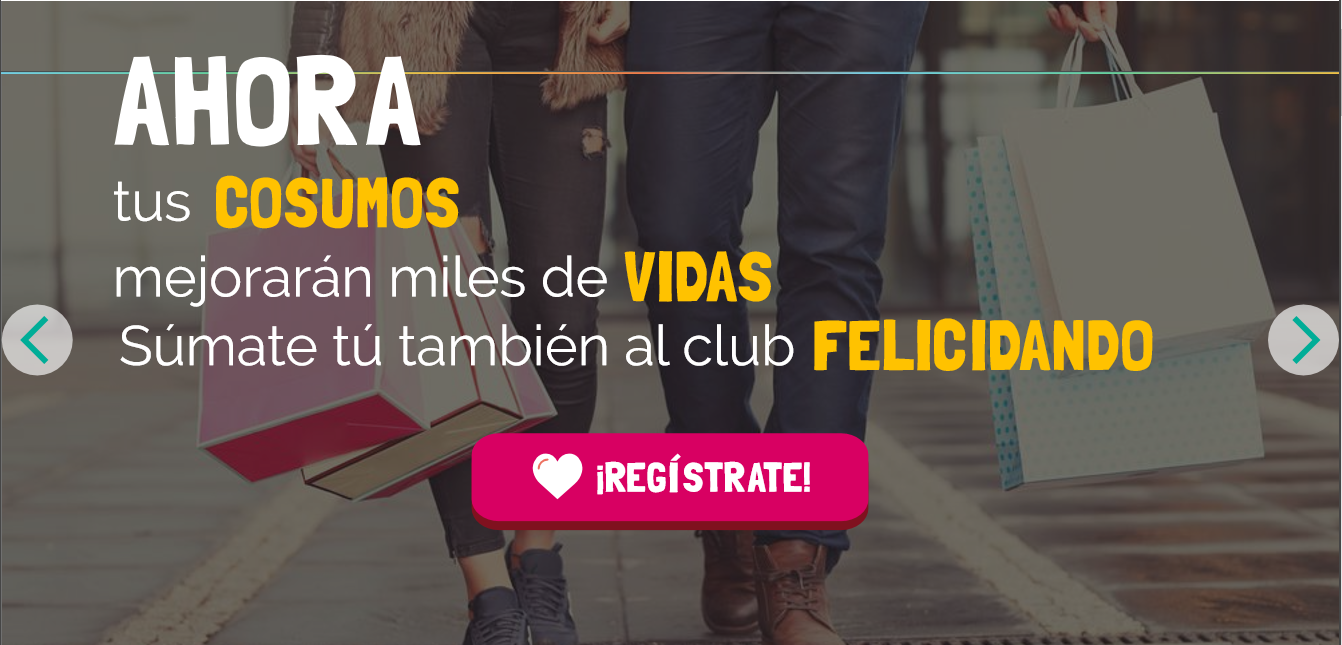 AHORA
tus COSUMOS
mejorarán miles de VIDAS
Súmate tú también al club FELICIDANDO
¡REGÍSTRATE!